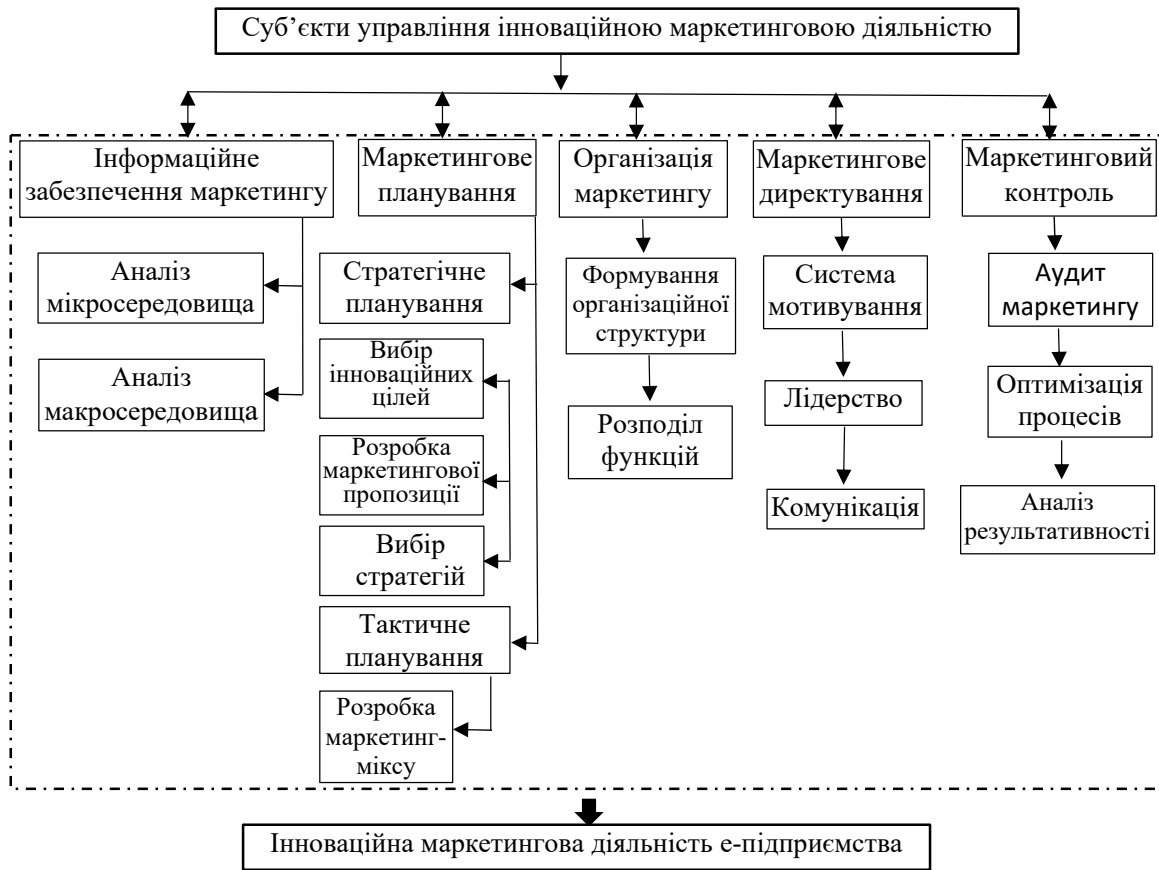 Суб’єкти управління інноваційною маркетинговою діяльністю
Інформаційне
забезпечення маркетингу
Аналіз
мікросередовища
Аналіз
макросередовища
Маркетингове
планування
Стратегічне
планування
Вибір
інноваційних
цілей
Розробка
маркетингової
пропозиції
Вибір
стратегій
Тактичне
планування
Розробка
маркетинг-
міксу
Організація
маркетингу
Формування
організаційної
структури
Розподіл
функцій
Маркетингове
директування
Система
мотивування
Лідерство
Комунікація
Маркетинговий
контроль
Аудит
маркетингу
Оптимізація
процесів
Аналіз
результативності
Інноваційна маркетингова діяльність е-підприємства